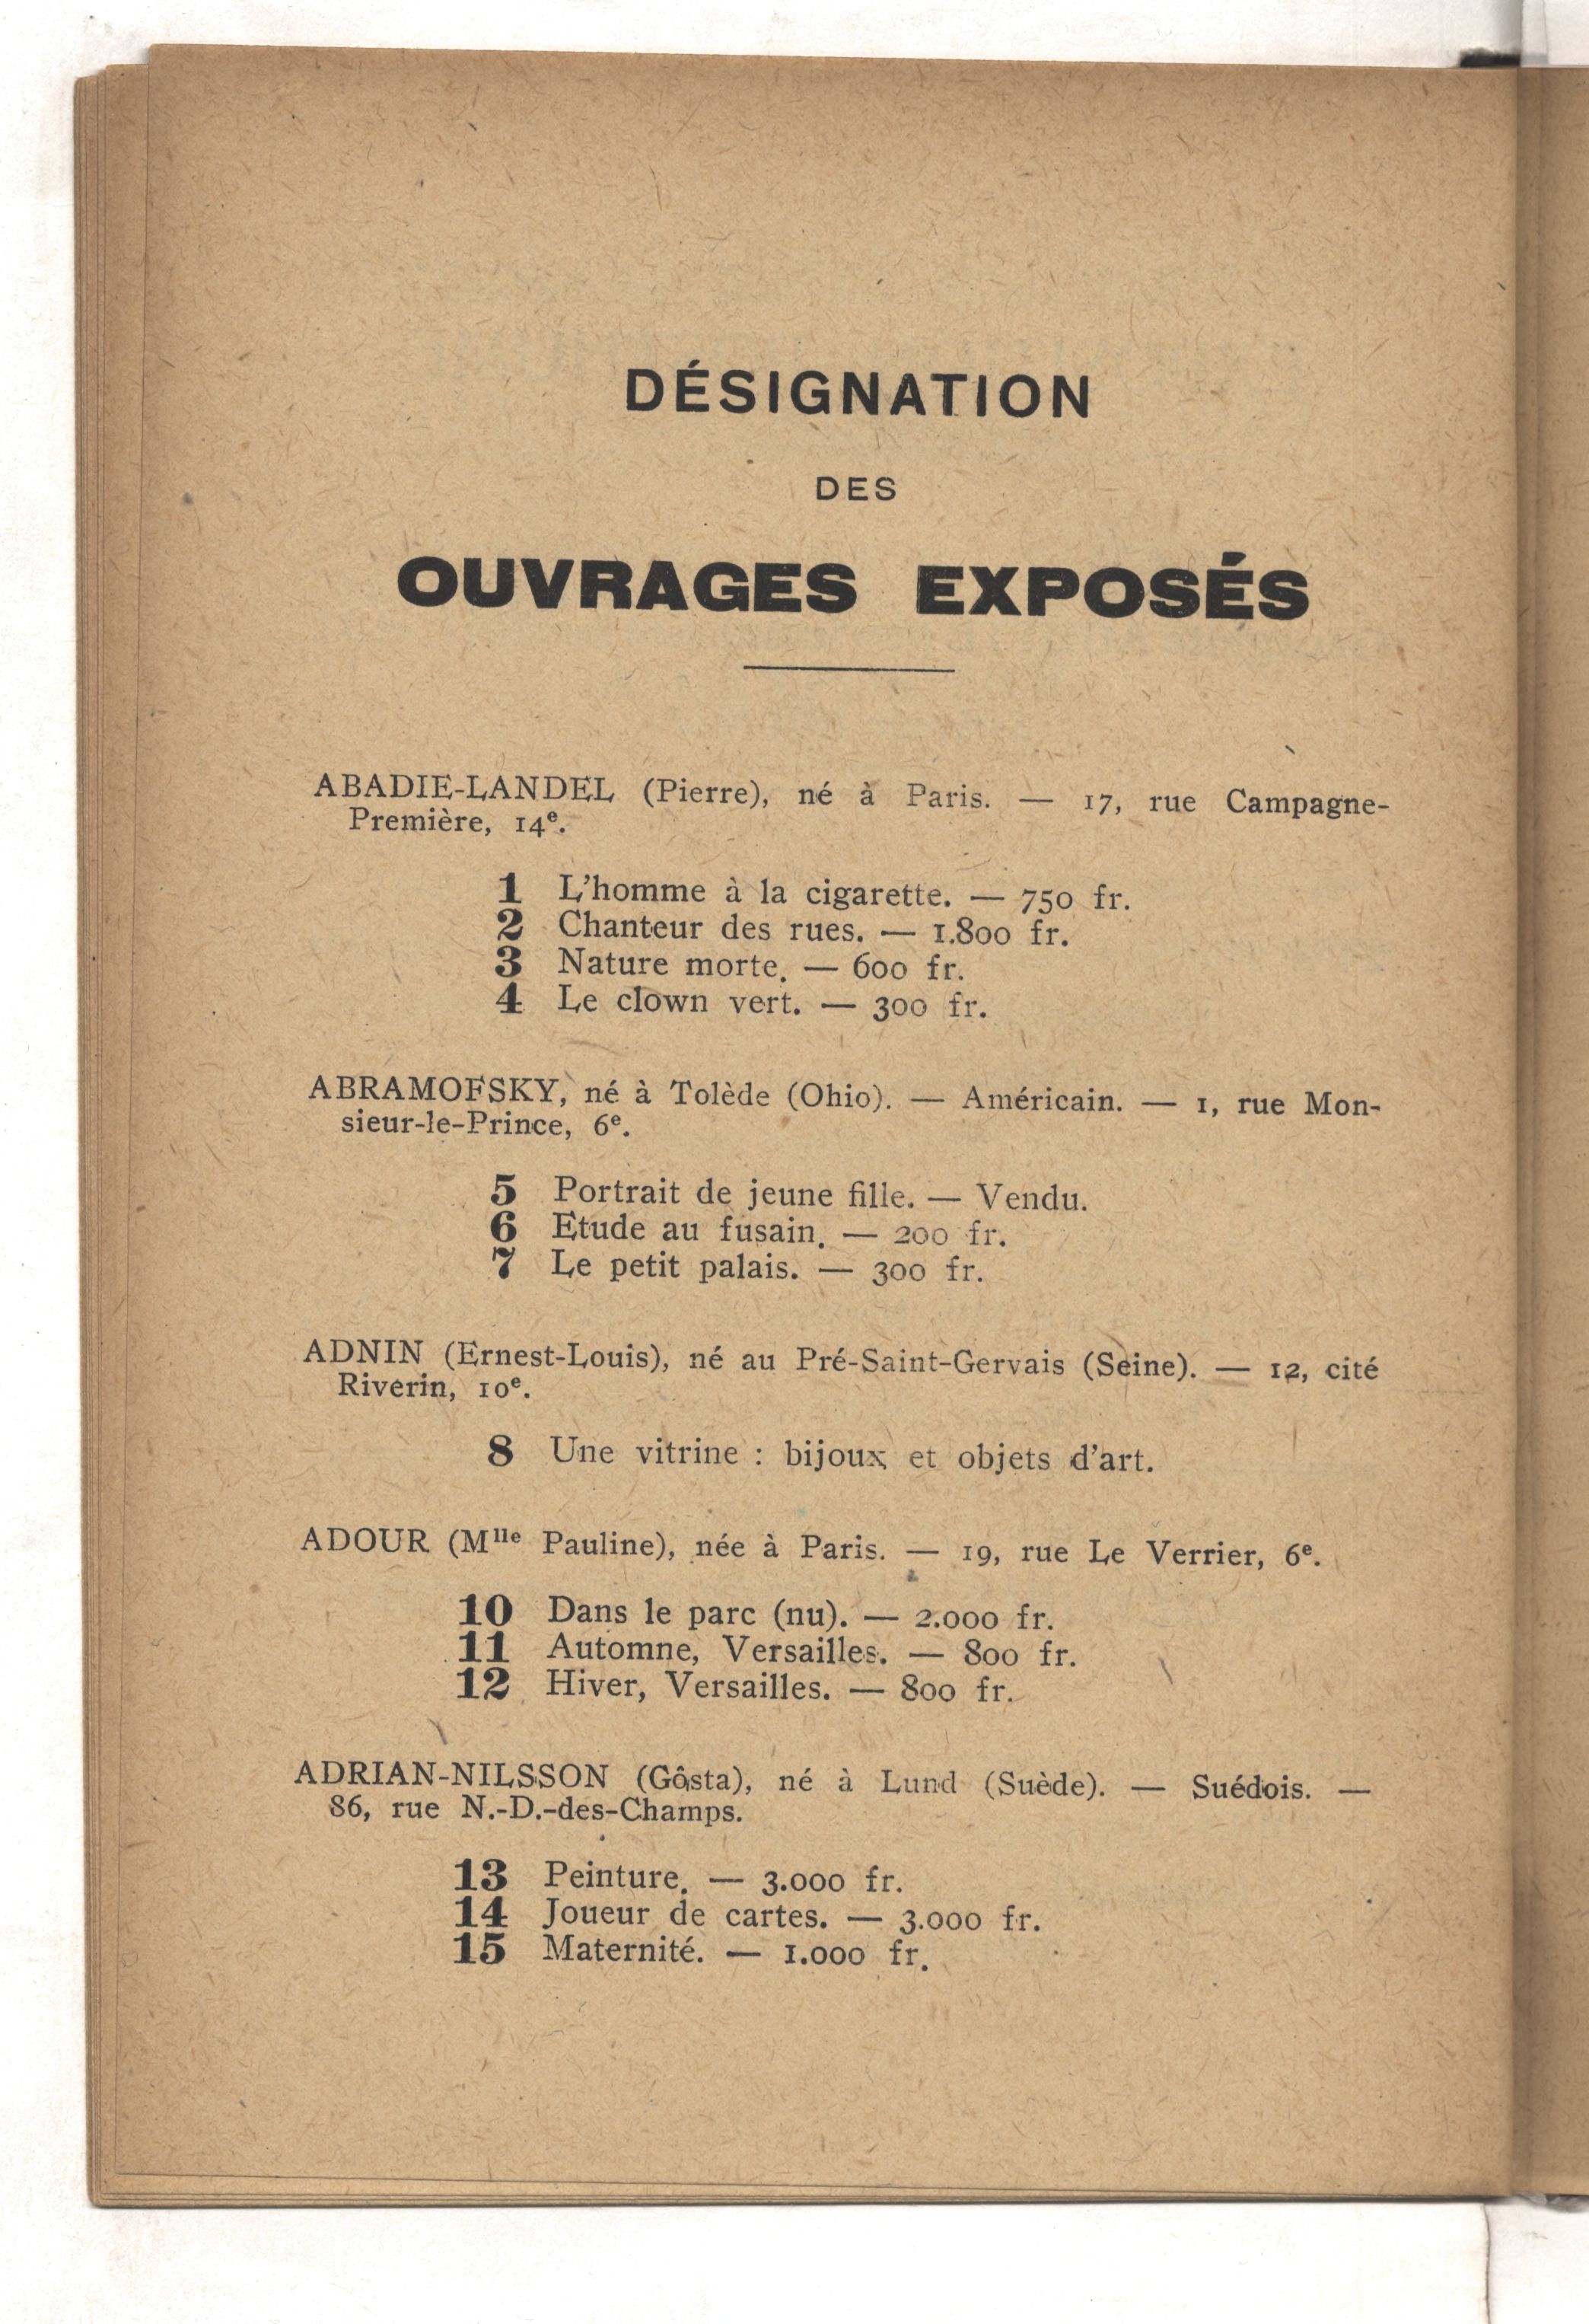 DÉSIGNATION
DES
OUVRAGES EXPOSÉS
ABADIE-LANDEL (Pierre), né à Paris. — 17, rue Campagne-
Première, 14e.
1 L'homme à la cigarette. — 750 fr.
2 Chanteur des rues. — 1.800 fr.
3 Nature morte. — 600 fr.
4 Le clown vert. — 300 fr.
ABRAMOFSKY, né à Tolède (Ohio). — Américain. — 1, rue Mon-
sieur-le-Prince, 6e.
5 Portrait de jeune fille. — Vendu.
6 Etude au fusain. — 200 fr.
7 Le petit palais. — 300 fr.
ADNIN (Ernest-Louis), né au Pré-Saint-Gervais (Seine). — 12, cité
Riverin, 10e.
8 Une vitrine : bijoux et objets d'art.
ADOUR (Mlle Pauline), née à Paris. — 19, rue Le Verrier, 6e.
10 Dans le parc (nu). — 2.000 fr.
11 Automne, Versailles. — 800 fr.
12 Hiver, Versailles. — 800 fr.
ADRIAN-NILSSON (Gôsta), né à Lund (Suède). — Suédois. —
86, rue N.-D.-des-Champs.
13 Peinture. — 3.000 fr.
14 Joueur de cartes. — 3.000 fr.
15 Maternité. — 1.000 fr.